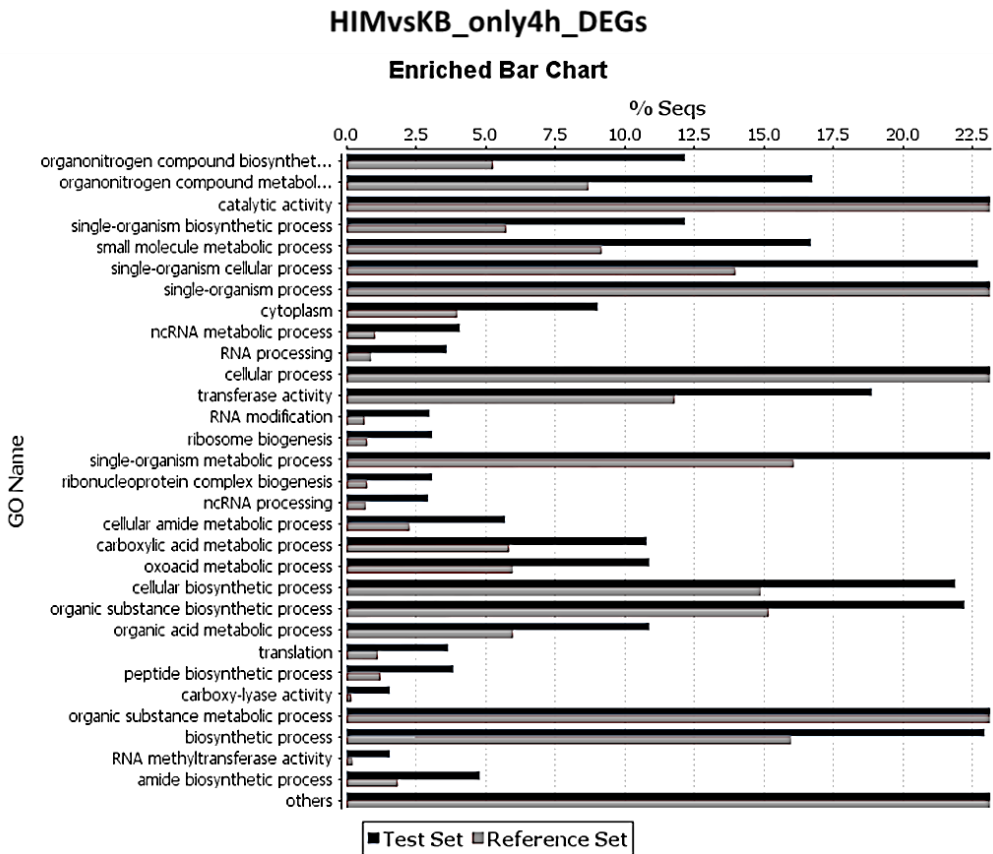 HIMvsKB_only4h_DEGs
Enriched Bar Chart
% Seqs
0.0 2.5 5.0 7.5 10.0 12.5 15.0 17.5 20.0 22.5
organonitrogen compound biosynthet...
organonitrogen compound metabol...
catalytic activity
single-organism biosynthetic process
small molecule metabolic process
single-organism cellular process
single-organism process
cytoplasm
ncRNA metabolic process
RNA processing
cellular process
transferase activity
RNA modification
ribosome biogenesis
single-organism metabolic process
ribonucleoprotein complex biogenesis
ncRNA processing
cellular amide metabolic process
carboxylic acid metabolic process
oxoacid metabolic process
cellular biosynthetic process
organic substance biosynthetic process
organic acid metabolic process
translation
peptide biosynthetic process
carboxy-lyase activity
organic substance metabolic process
biosynthetic process
RNA methyltransferase activity
amide biosynthetic process
others
GO Name
Test Set Reference Set